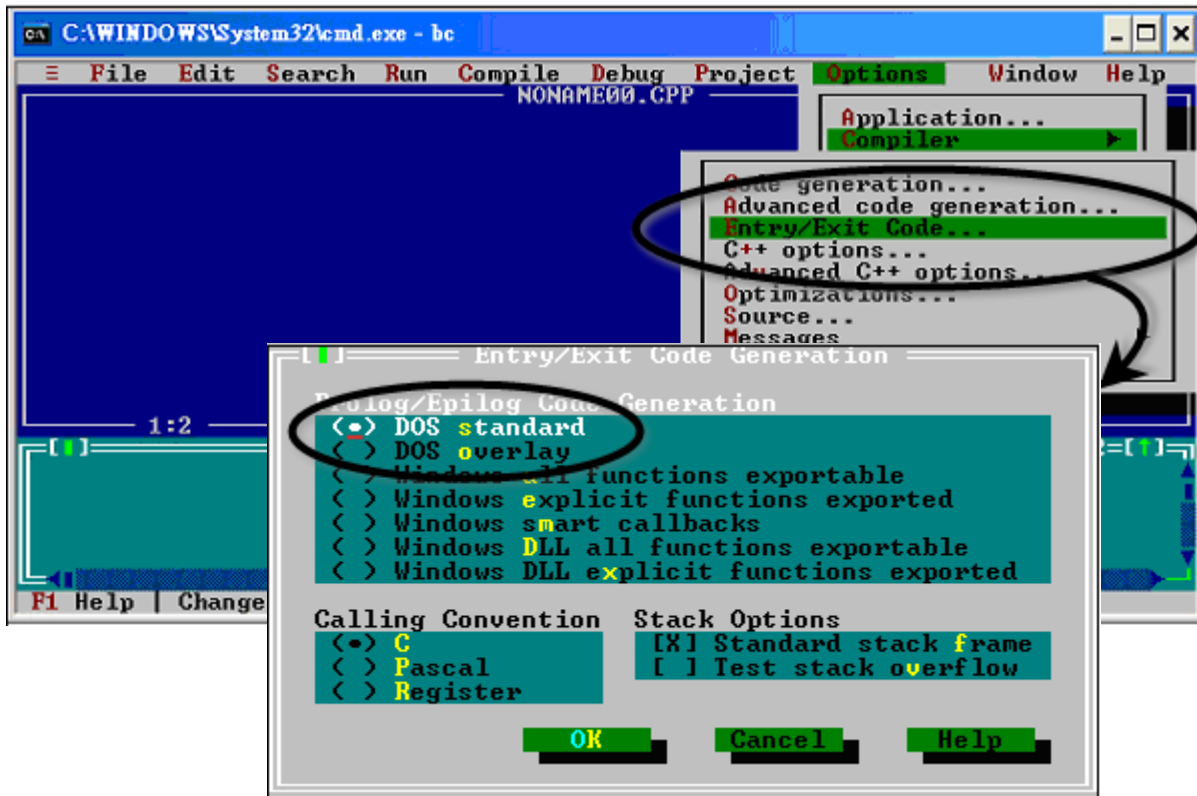 C:\WINDOWS\System32\cmd.exe - bc
≡ File Edit Search Run Compile Debug Project Options Window Help
NONAME00.CPP
Application...
Compiler
Code generation...
Advanced code generation...
Entry/Exit Code...
C++ options...
Advanced C++ options...
Optimizations...
Source...
Messages
1:2
F1 Help | Change
Entry/Exit Code Generation
Prolog/Epilog Code Generation
(•) DOS standard
( ) DOS overlay
( ) Windows all functions exportable
( ) Windows explicit functions exported
( ) Windows smart callbacks
( ) Windows DLL all functions exportable
( ) Windows DLL explicit functions exported
Calling Convention
(•) C
( ) Pascal
( ) Register
Stack Options
[X] Standard stack frame
[ ] Test stack overflow
OK Cancel Help